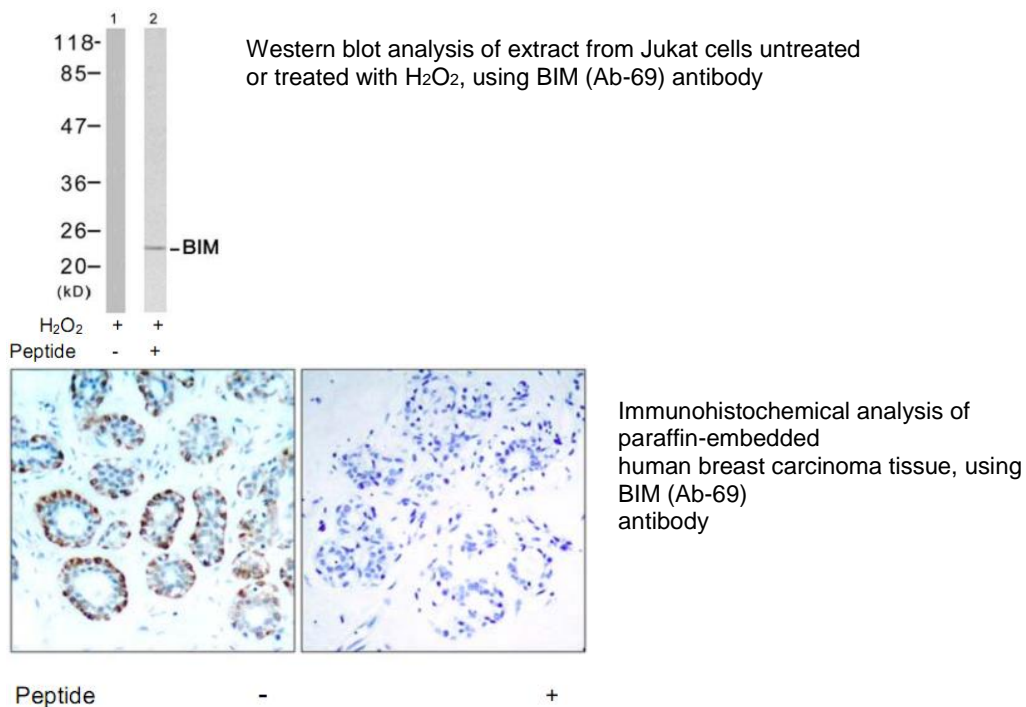 1 2
118-
85-
47-
36-
26-
-BIM
20-
(kD)
H₂O₂ + +
Peptide - +
Western blot analysis of extract from Jukat cells untreated
or treated with H₂O₂, using BIM (Ab-69) antibody
Immunohistochemical analysis of
paraffin-embedded
human breast carcinoma tissue, using
BIM (Ab-69)
antibody
Peptide - +